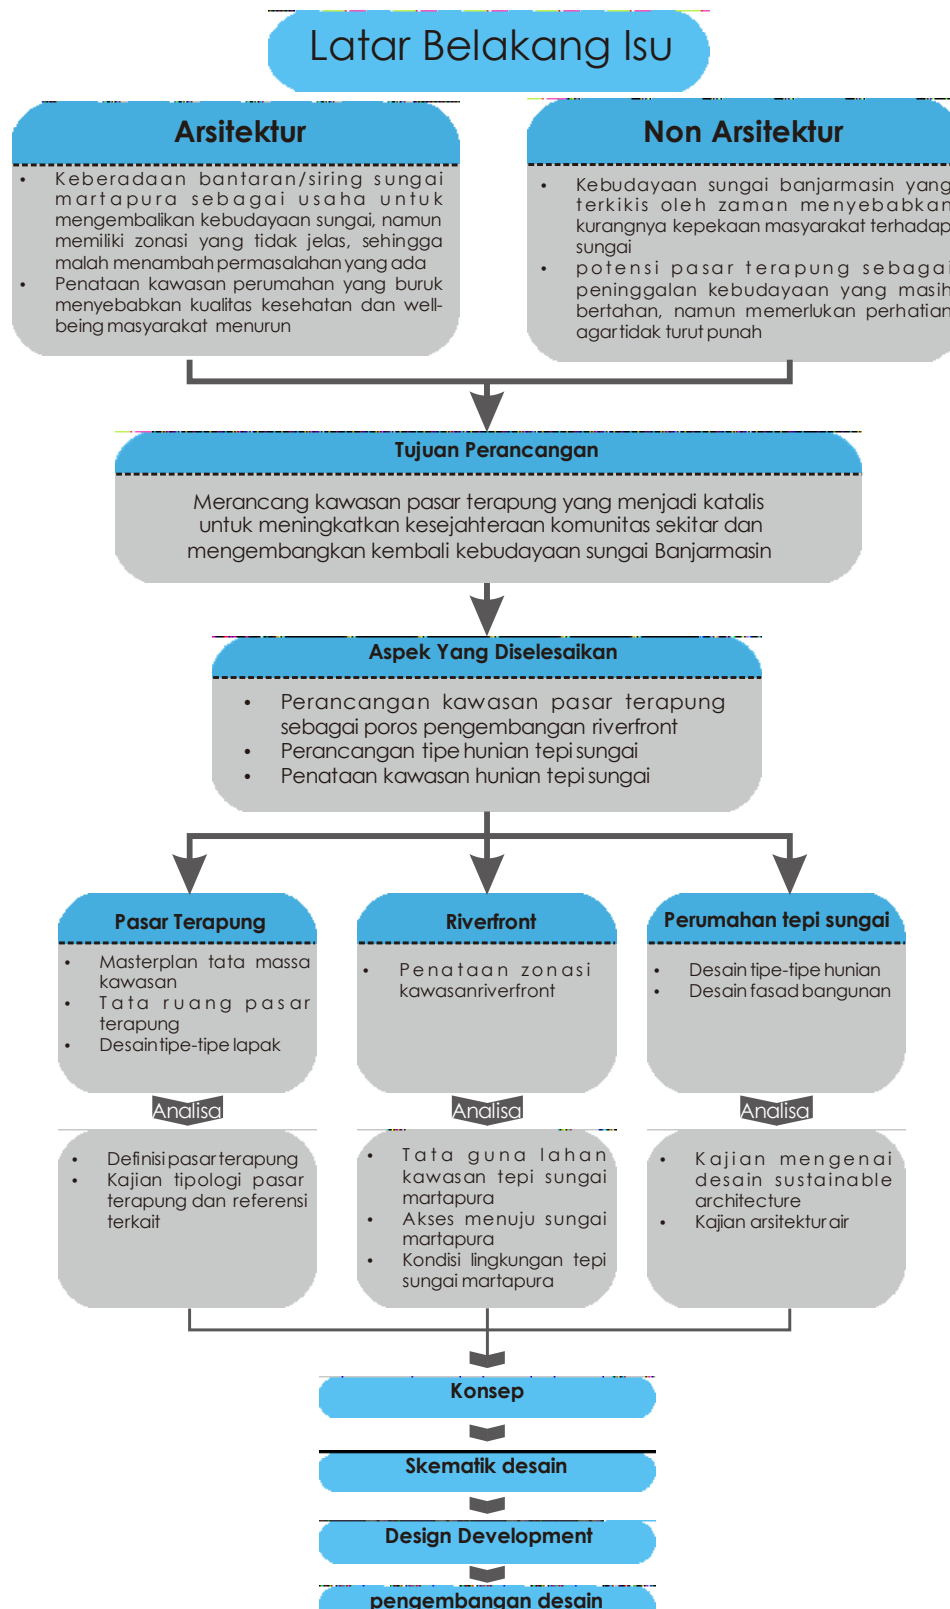 Latar Belakang Isu
Arsitektur
• Keberadaan bantaran/siring sungai
martapura sebagai usaha untuk
mengembalikan kebudayaan sungai, namun
memiliki zonasi yang tidak jelas, sehingga
malah menambah permasalahan yang ada
• Penataan kawasan perumahan yang buruk
menyebabkan kualitas kesehatan dan well-
being masyarakat menurun
Non Arsitektur
• Kebudayaan sungai banjarmasin yang
terkikis oleh zaman menyebabkan
kurangnya kepekaan masyarakat terhadap
sungai
• potensi pasar terapung sebagai
peninggalan kebudayaan yang masih
bertahan, namun memerlukan perhatian
agar tidak turut punah
Tujuan Perancangan
Merancang kawasan pasar terapung yang menjadi katalis
untuk meningkatkan kesejahteraan komunitas sekitar dan
mengembangkan kembali kebudayaan sungai Banjarmasin
Aspek Yang Diselesaikan
• Perancangan kawasan pasar terapung
sebagai poros pengembangan riverfront
• Perancangan tipe hunian tepi sungai
• Penataan kawasan hunian tepi sungai
Pasar Terapung
• Masterplan tata massa
kawasan
• Tata ruang pasar
terapung
• Desain tipe-tipe lapak
Analisa
• Definisi pasar terapung
• Kajian tipologi pasar
terapung dan referensi
terkait
Riverfront
• Penataan zonasi
kawasan riverfront
Analisa
• Tata guna lahan
kawasan tepi sungai
martapura
• Akses menuju sungai
martapura
• Kondisi lingkungan tepi
sungai martapura
Perumahan tepi sungai
• Desain tipe-tipe hunian
• Desain fasad bangunan
Analisa
• Kajian mengenai
desain sustainable
architecture
• Kajian arsitektur air
Konsep
Skematik desain
Design Development
pengembangan desain